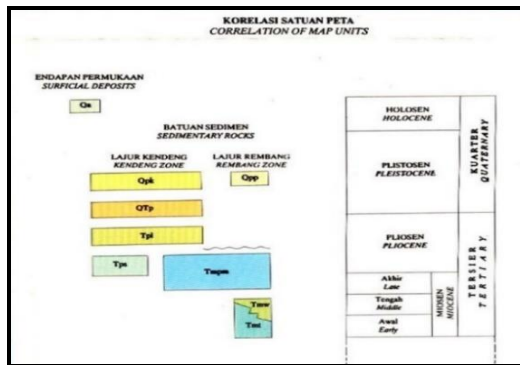 KORELASI SATUAN PETA
CORRELATION OF MAP UNITS
ENDAPAN PERMUKAAN
SURFICIAL DEPOSITS
Qa
BATUAN SEDIMEN
SEDIMENTARY ROCKS
LAJUR KENDENG
KENDENG ZONE
LAJUR REMBANG
REMBANG ZONE
Qpk
Qpp
QTp
Tpl
Tps
Tmpm
Tmw
Tmt
HOLOSEN
HOLOCENE
PLISTOSEN
PLEISTOCENE
PLIOSEN
PLIOCENE
Akhir
Late
Tengah
Middle
Awal
Early
MIOSEN
MIOCENE
KUARTER
QUATERNARY
TERSIER
TERTIARY